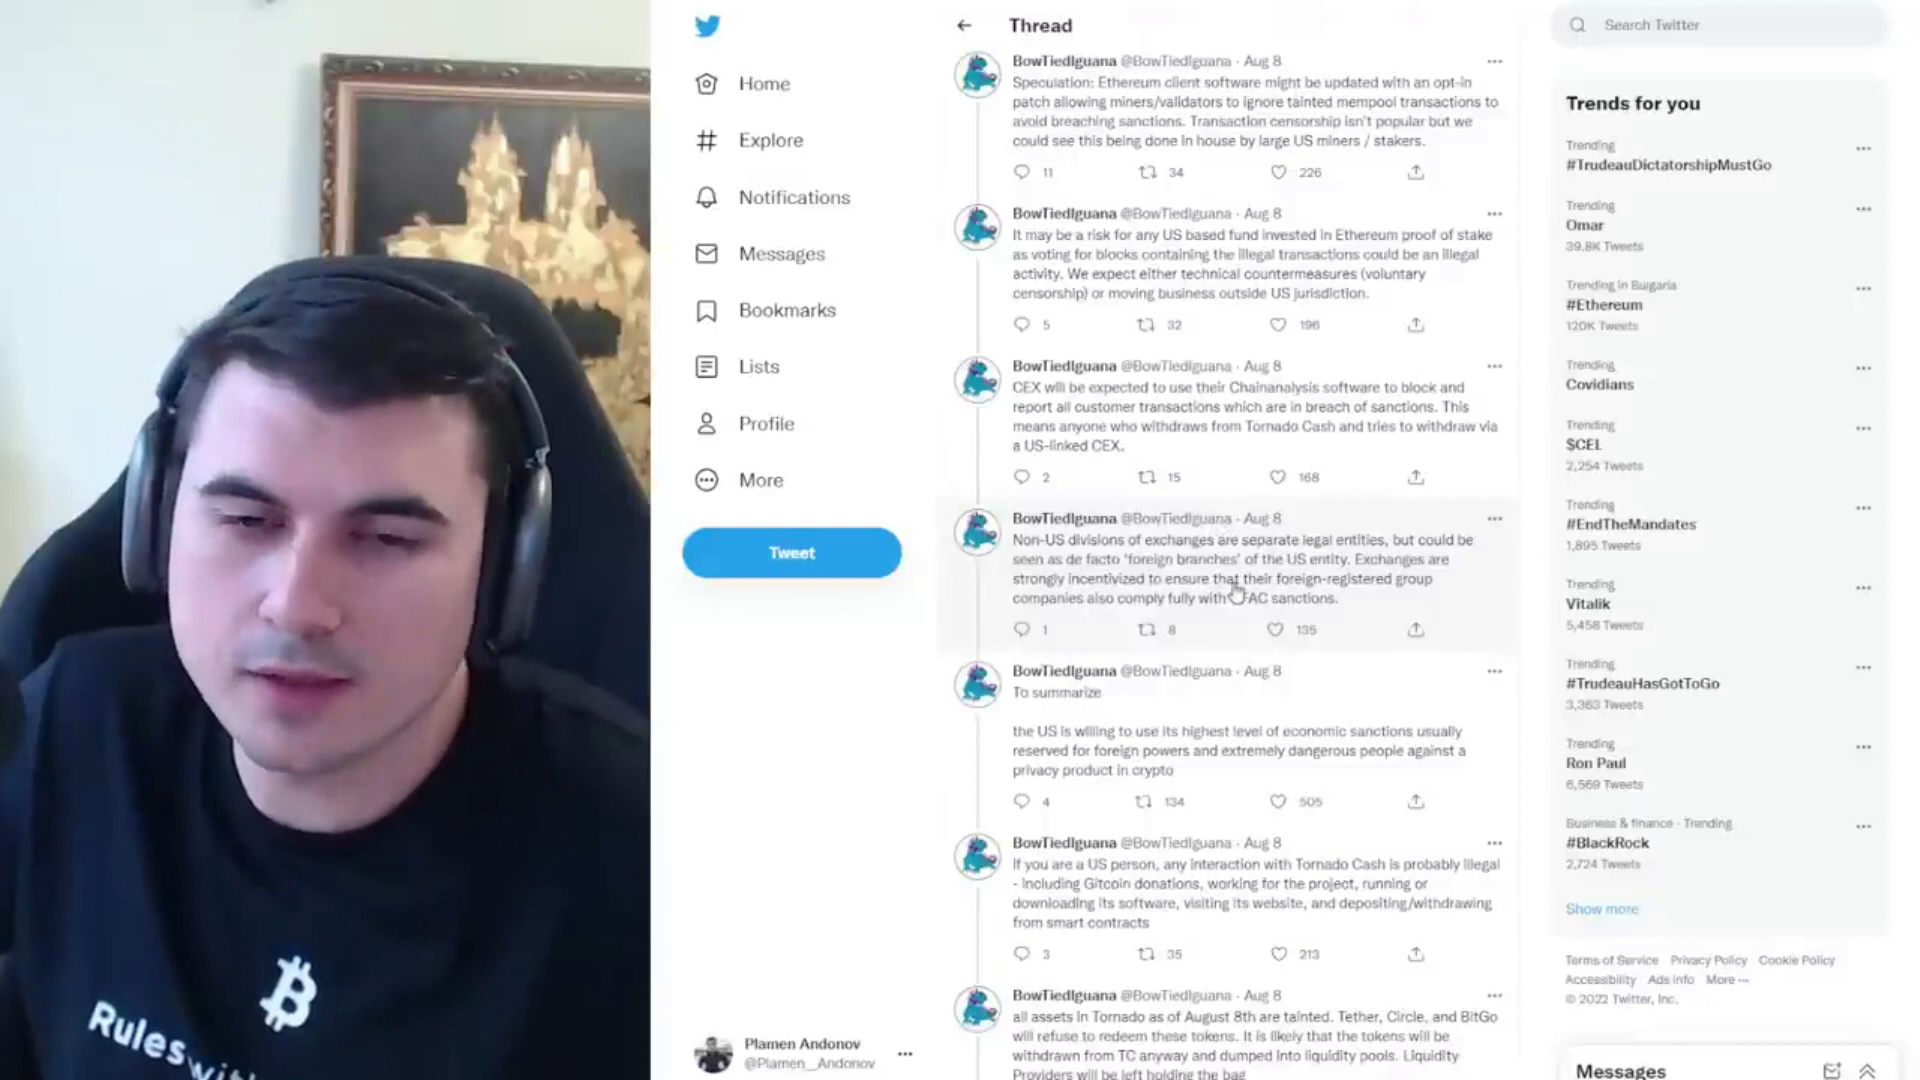 Thread
Search Twitter
Home
Explore
Notifications
Messages
Bookmarks
Lists
Profile
More
Tweet
Plamen Andonov
@Plamen__Andonov
BowTiedIguana @BowTiedIguana · Aug 8
Speculation: Ethereum client software might be updated with an opt-in
patch allowing miners/validators to ignore tainted mempool transactions to
avoid breaching sanctions. Transaction censorship isn't popular but we
could see this being done in house by large US miners / stakers.
11 34 226
BowTiedIguana @BowTiedIguana · Aug 8
It may be a risk for any US based fund invested in Ethereum proof of stake
as voting for blocks containing the illegal transactions could be an illegal
activity. We expect either technical countermeasures (voluntary
censorship) or moving business outside US jurisdiction.
5 32 196
BowTiedIguana @BowTiedIguana · Aug 8
CEX will be expected to use their Chainanalysis software to block and
report all customer transactions which are in breach of sanctions. This
means anyone who withdraws from Tornado Cash and tries to withdraw via
a US-linked CEX.
2 15 168
BowTiedIguana @BowTiedIguana · Aug 8
Non-US divisions of exchanges are separate legal entities, but could be
seen as de facto 'foreign branches' of the US entity. Exchanges are
strongly incentivized to ensure that their foreign-registered group
companies also comply fully with FAC sanctions.
1 8 135
BowTiedIguana @BowTiedIguana · Aug 8
To summarize
the US is willing to use its highest level of economic sanctions usually
reserved for foreign powers and extremely dangerous people against a
privacy product in crypto
4 134 505
BowTiedIguana @BowTiedIguana · Aug 8
If you are a US person, any interaction with Tornado Cash is probably illegal
- including Gitcoin donations, working for the project, running or
downloading its software, visiting its website, and depositing/withdrawing
from smart contracts
3 35 213
BowTiedIguana @BowTiedIguana · Aug 8
all assets in Tornado as of August 8th are tainted. Tether, Circle, and BitGo
will refuse to redeem these tokens. It is likely that the tokens will be
withdrawn from TC anyway and dumped into liquidity pools. Liquidity
Providers will be left holding the bag
Trends for you
Trending
#TrudeauDictatorshipMustGo
Trending
Omar
39.8K Tweets
Trending in Bulgaria
#Ethereum
120K Tweets
Trending
Covidians
Trending
$CEL
2,254 Tweets
Trending
#EndTheMandates
1,895 Tweets
Trending
Vitalik
5,458 Tweets
Trending
#TrudeauHasGotToGo
3,363 Tweets
Trending
Ron Paul
6,569 Tweets
Business & finance · Trending
#BlackRock
2,724 Tweets
Show more
Terms of Service Privacy Policy Cookie Policy
Accessibility Ads info More ···
© 2022 Twitter, Inc.
Messages
Rules